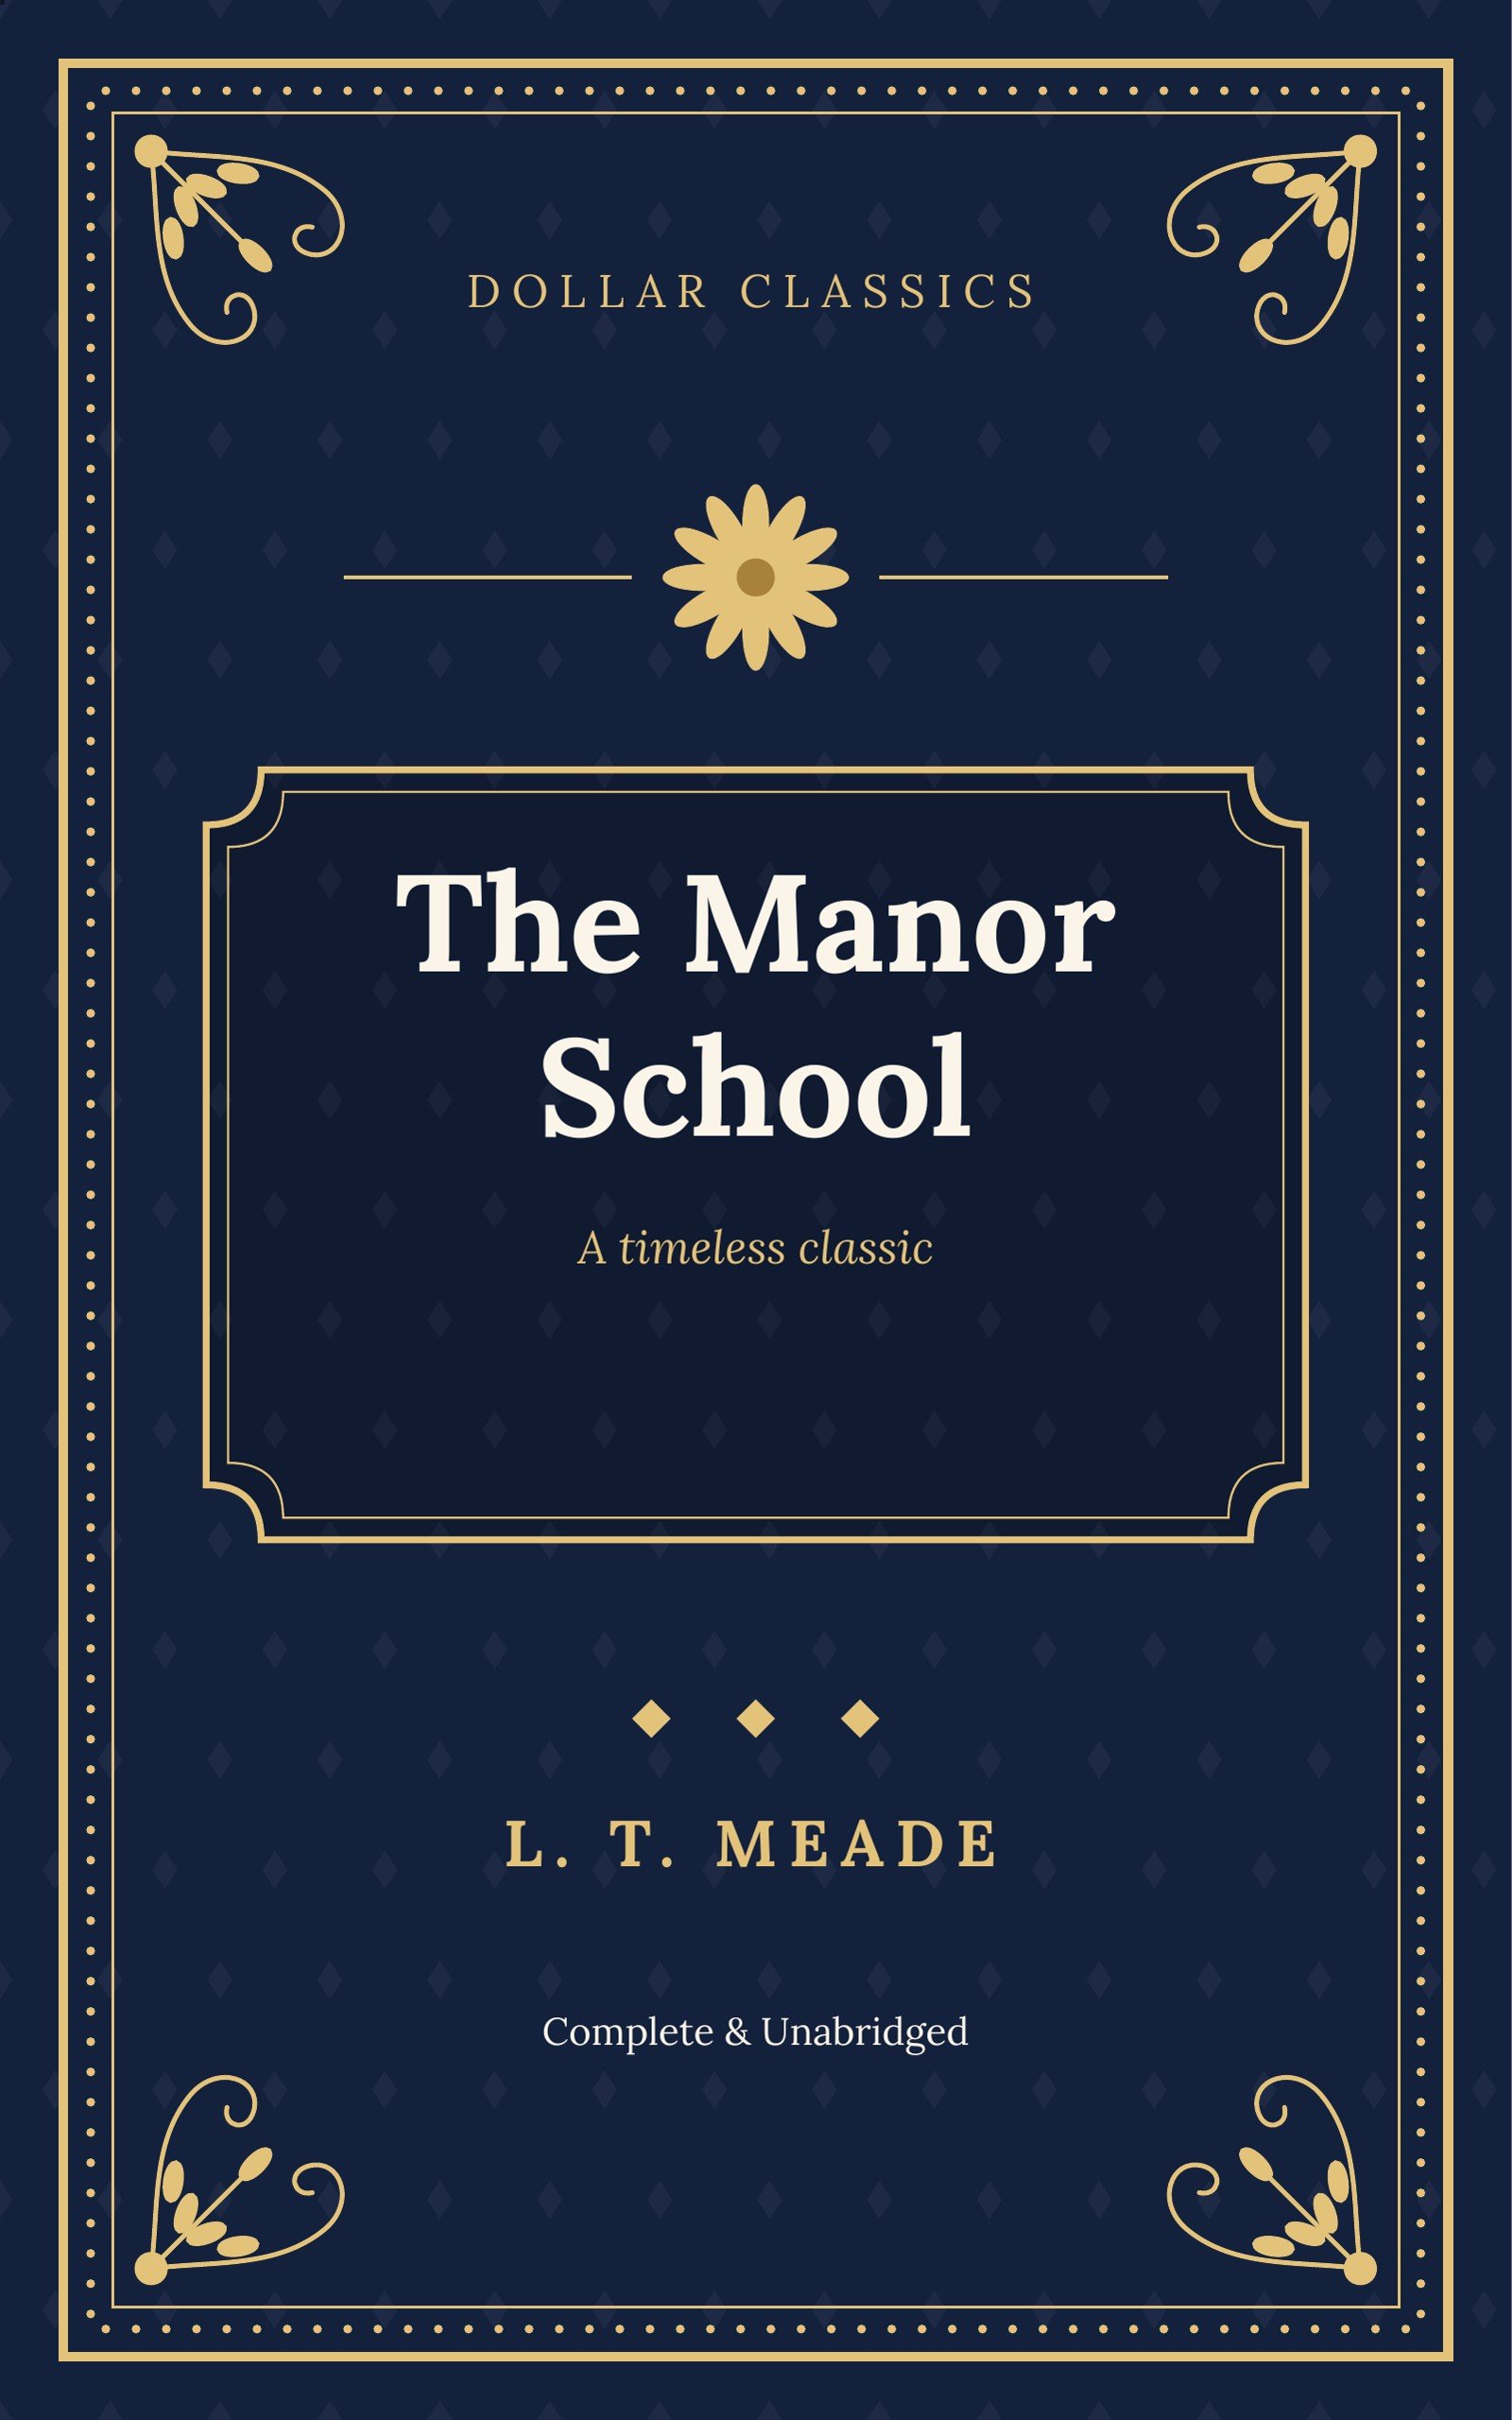 DOLLAR CLASSICS
The Manor
School
A timeless classic
L. T. MEADE
Complete & Unabridged